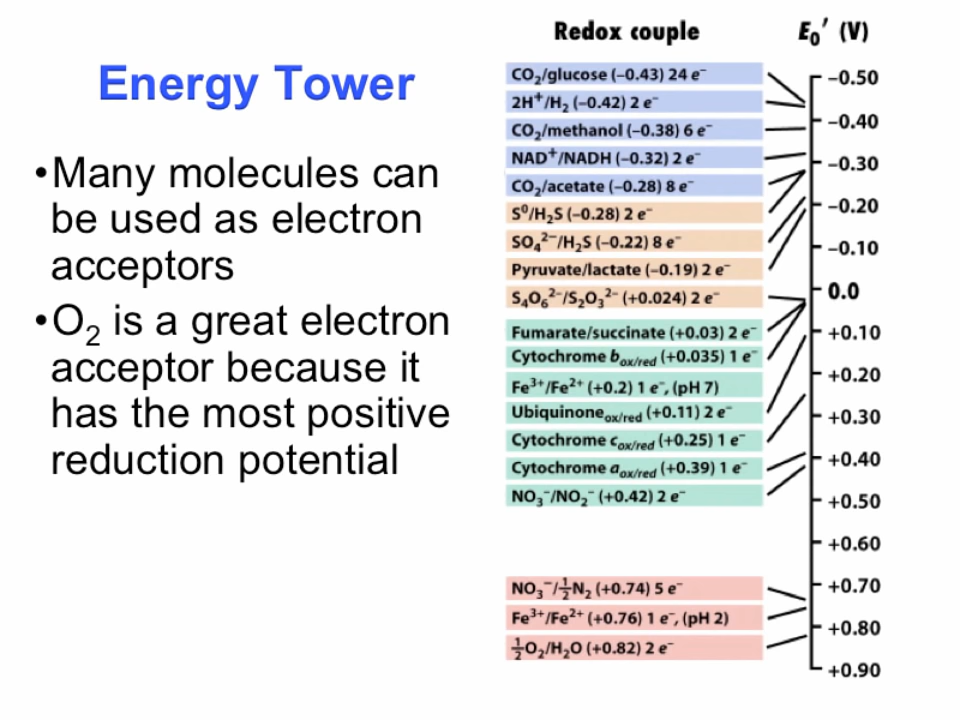 Energy Tower
•Many molecules can
be used as electron
acceptors
•O₂ is a great electron
acceptor because it
has the most positive
reduction potential
Redox couple
E₀′ (V)
CO₂/glucose (–0.43) 24 e⁻
2H⁺/H₂ (–0.42) 2 e⁻
CO₂/methanol (–0.38) 6 e⁻
NAD⁺/NADH (–0.32) 2 e⁻
CO₂/acetate (–0.28) 8 e⁻
S⁰/H₂S (–0.28) 2 e⁻
SO₄²⁻/H₂S (–0.22) 8 e⁻
Pyruvate/lactate (–0.19) 2 e⁻
S₄O₆²⁻/S₂O₃²⁻ (+0.024) 2 e⁻
Fumarate/succinate (+0.03) 2 e⁻
Cytochrome b ox/red (+0.035) 1 e⁻
Fe³⁺/Fe²⁺ (+0.2) 1 e⁻, (pH 7)
Ubiquinone ox/red (+0.11) 2 e⁻
Cytochrome c ox/red (+0.25) 1 e⁻
Cytochrome a ox/red (+0.39) 1 e⁻
NO₃⁻/NO₂⁻ (+0.42) 2 e⁻
NO₃⁻/½N₂ (+0.74) 5 e⁻
Fe³⁺/Fe²⁺ (+0.76) 1 e⁻, (pH 2)
½O₂/H₂O (+0.82) 2 e⁻
–0.50
–0.40
–0.30
–0.20
–0.10
0.0
+0.10
+0.20
+0.30
+0.40
+0.50
+0.60
+0.70
+0.80
+0.90